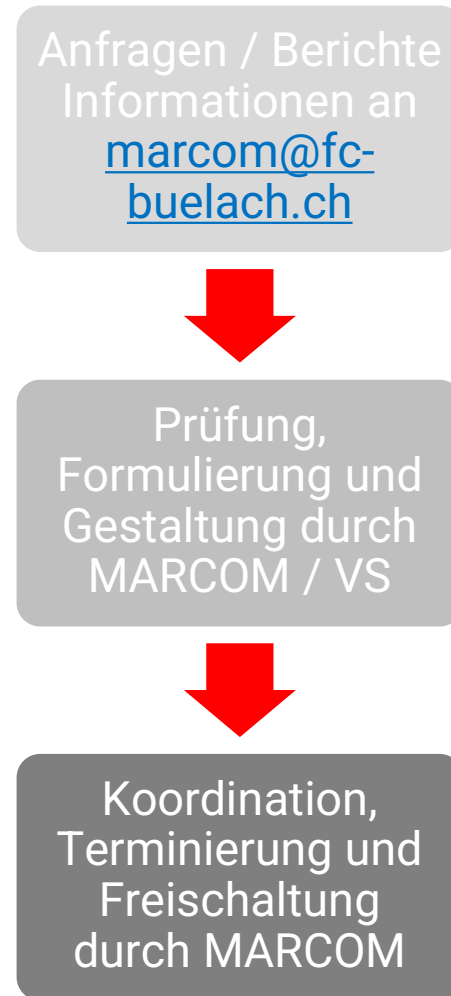 Anfragen / Berichte
Informationen an
marcom@fc-
buelach.ch
Prüfung,
Formulierung und
Gestaltung durch
MARCOM / VS
Koordination,
Terminierung und
Freischaltung
durch MARCOM